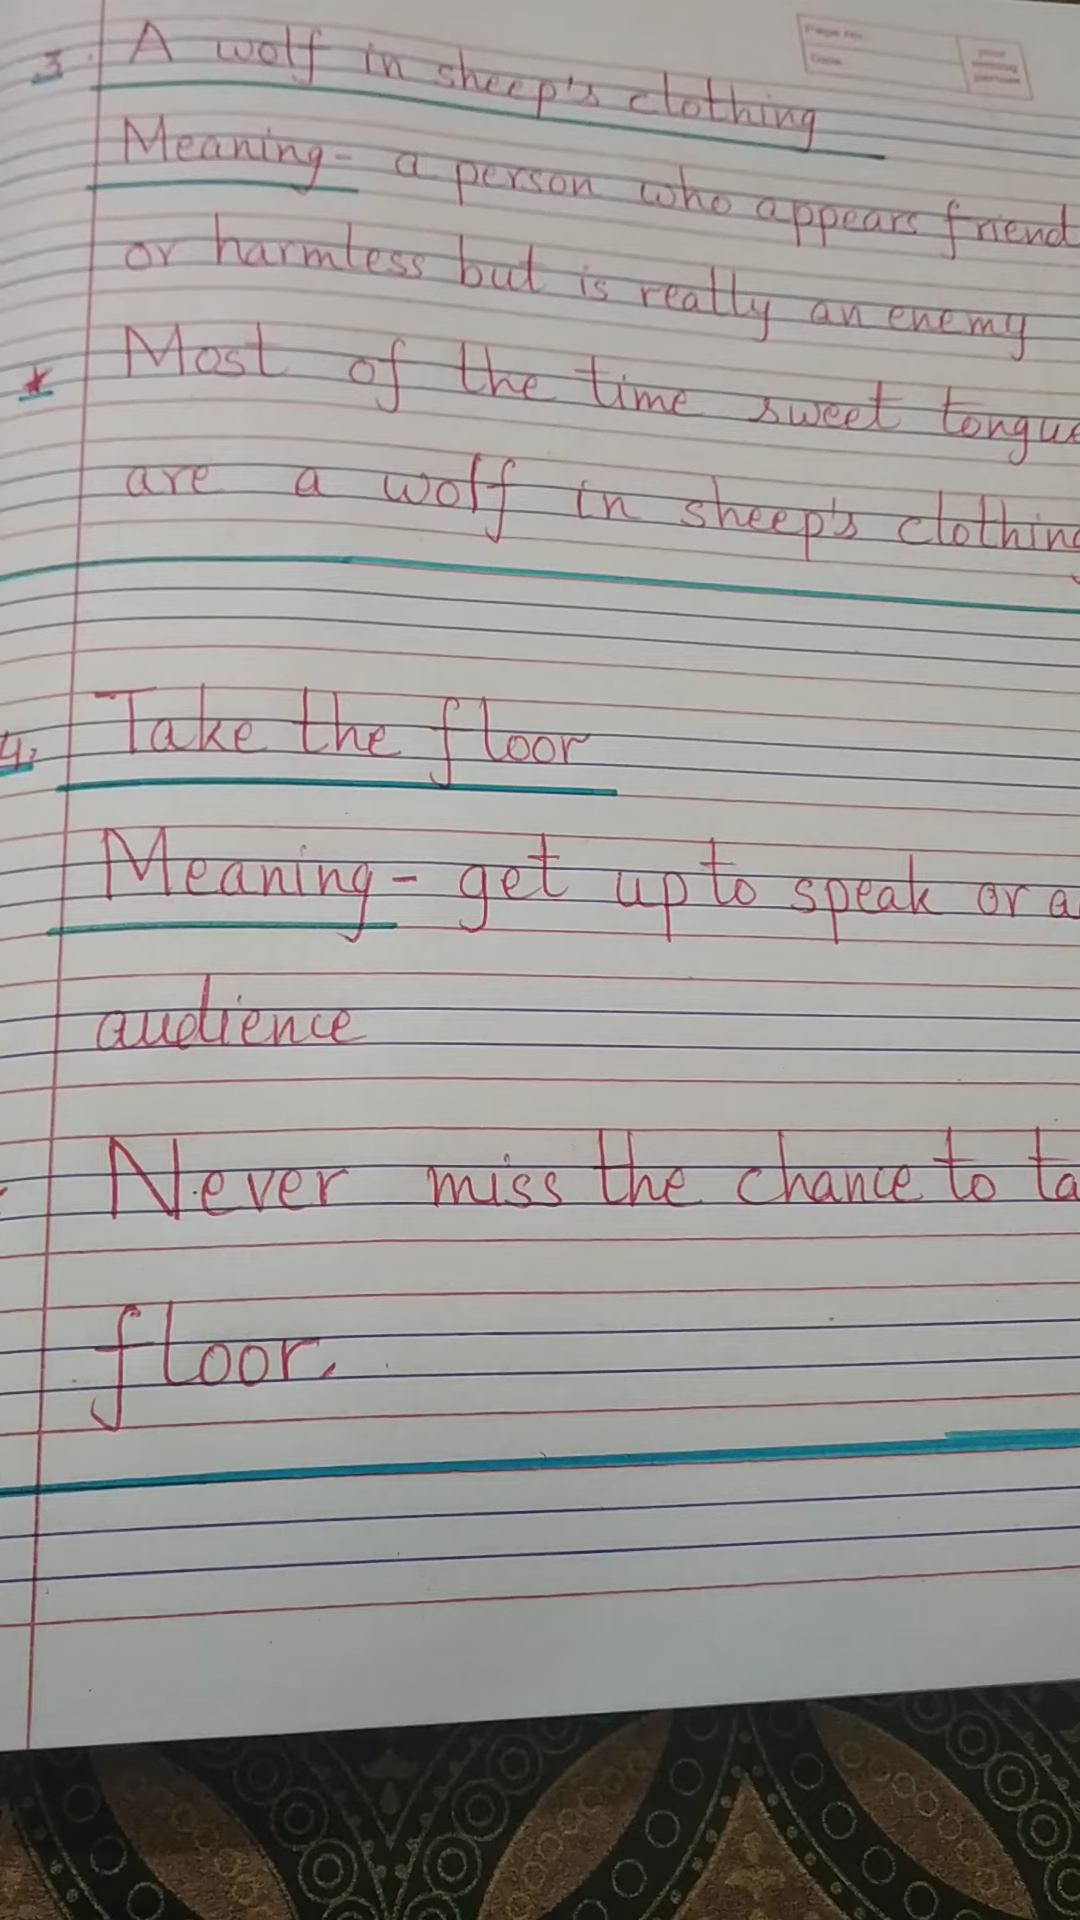 3. A wolf in sheep's clothing
Meaning - a person who appears friend
or harmless but is really an enemy
* Most of the time sweet tongue
are a wolf in sheep's clothing
4. Take the floor
Meaning - get up to speak or a
audience
Never miss the chance to ta
floor.